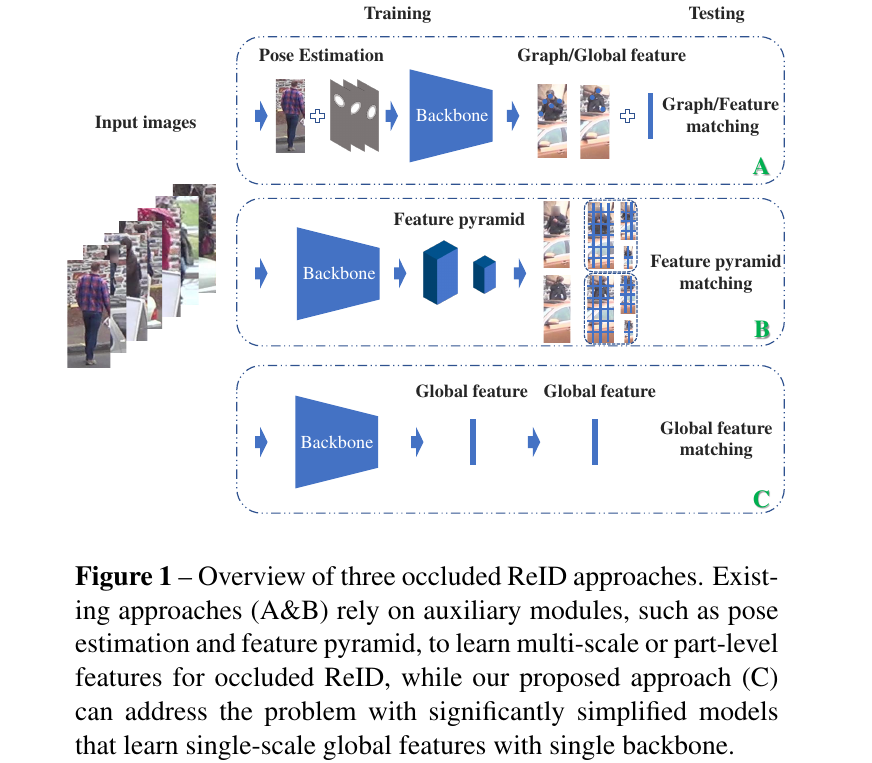 Training
Testing
Input images
Pose Estimation
Backbone
Graph/Global feature
Graph/Feature
matching
A
Backbone
Feature pyramid
Feature pyramid
matching
B
Backbone
Global feature
Global feature
Global feature
matching
C
Figure 1 – Overview of three occluded ReID approaches. Exist-
ing approaches (A&B) rely on auxiliary modules, such as pose
estimation and feature pyramid, to learn multi-scale or part-level
features for occluded ReID, while our proposed approach (C)
can address the problem with significantly simplified models
that learn single-scale global features with single backbone.